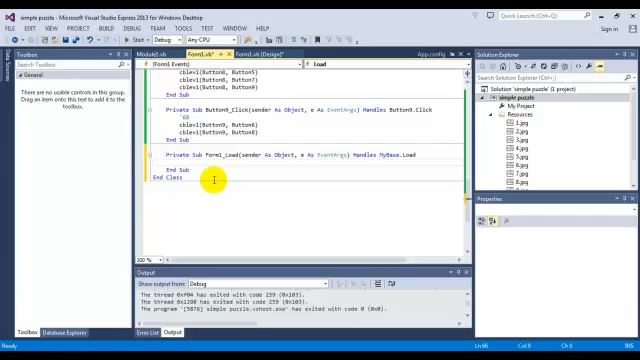 simple puzzle - Microsoft Visual Studio Express 2013 for Windows Desktop
Quick Launch (Ctrl+Q)
FILE EDIT VIEW PROJECT BUILD DEBUG TEAM TOOLS TEST WINDOW HELP
Sign in
Start Debug Any CPU
Toolbox
Search Toolbox
General
There are no usable controls in this group.
Drag an item onto this text to add it to the
toolbox.
Toolbox Database Explorer
Module1.vb Form1.vb* Form1.vb [Design]* App.config
(Form1 Events) Load
cblev1(Button8, Button5)
cblev1(Button8, Button7)
cblev1(Button8, Button9)
End Sub
Private Sub Button9_Click(sender As Object, e As EventArgs) Handles Button9.Click
cblev1(Button9, Button6)
cblev1(Button9, Button8)
End Sub
Private Sub Form1_Load(sender As Object, e As EventArgs) Handles MyBase.Load
End Sub
End Class
100 %
Output
Show output from: Debug
The thread 0xf04 has exited with code 259 (0x103).
The thread 0x1298 has exited with code 259 (0x103).
The program '[5876] simple puzzle.vshost.exe' has exited with code 0 (0x0).
Error List Output
Solution Explorer
Search Solution Explorer (Ctrl+;)
Solution 'simple puzzle' (1 project)
simple puzzle
My Project
Resources
1.jpg
2.jpg
3.jpg
4.jpg
5.jpg
6.jpg
7.jpg
8.jpg
Properties
Ready
Ln 66 Col 9 Ch 9 INS